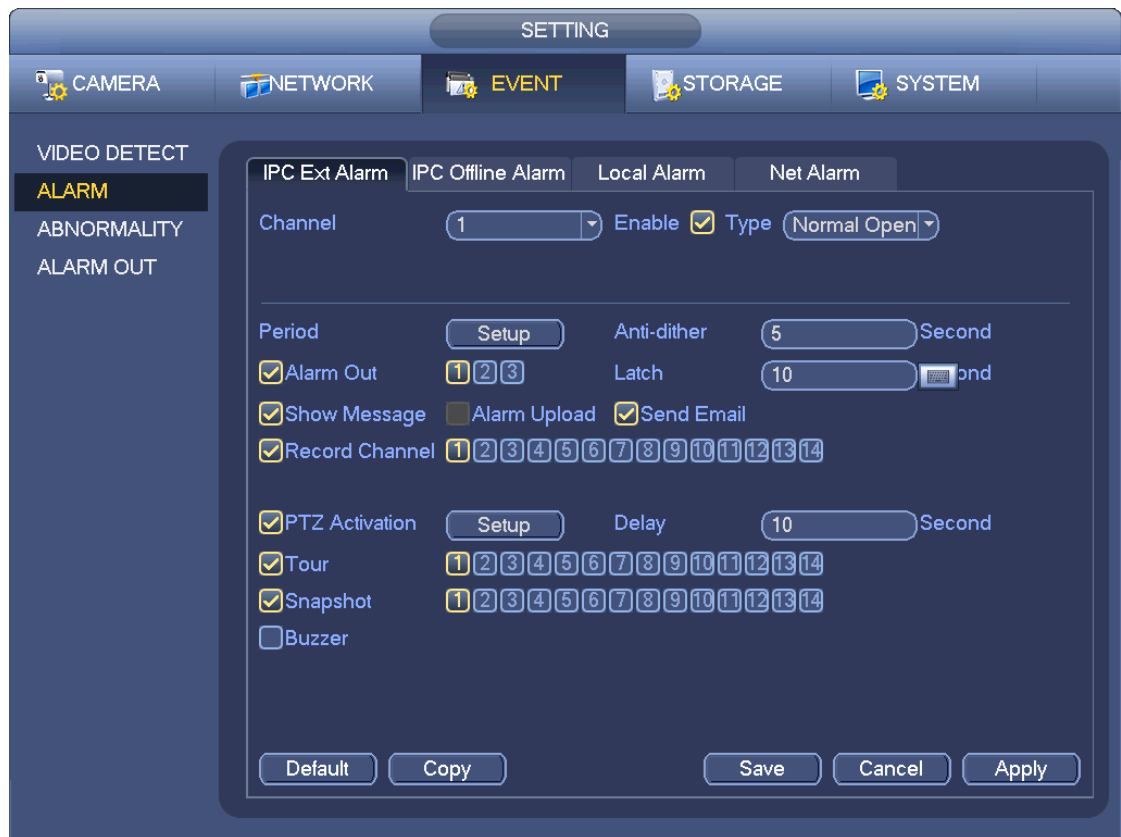 SETTING
CAMERA NETWORK EVENT STORAGE SYSTEM
VIDEO DETECT
ALARM
ABNORMALITY
ALARM OUT
IPC Ext Alarm IPC Offline Alarm Local Alarm Net Alarm
Channel 1 Enable Type Normal Open
Period Setup Anti-dither 5 Second
Alarm Out 1 2 3 Latch 10 ond
Show Message Alarm Upload Send Email
Record Channel 1 2 3 4 5 6 7 8 9 10 11 12 13 14
PTZ Activation Setup Delay 10 Second
Tour 1 2 3 4 5 6 7 8 9 10 11 12 13 14
Snapshot 1 2 3 4 5 6 7 8 9 10 11 12 13 14
Buzzer
Default Copy Save Cancel Apply